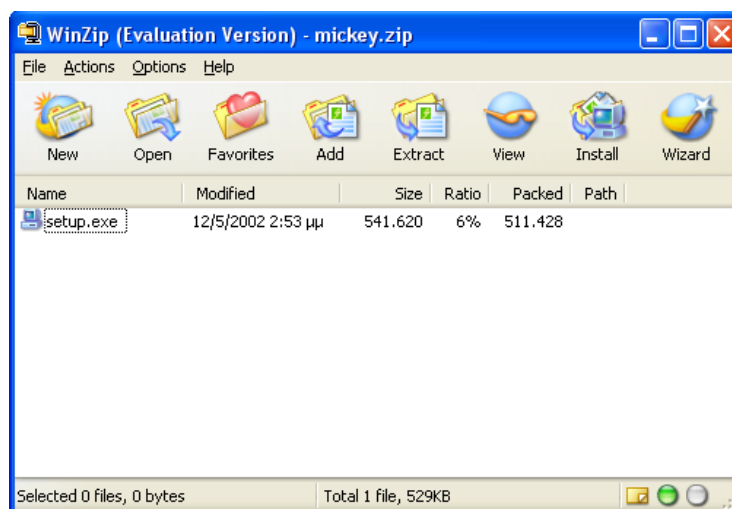 WinZip (Evaluation Version) - mickey.zip
File Actions Options Help
New Open Favorites Add Extract View Install Wizard
Name Modified Size Ratio Packed Path
setup.exe 12/5/2002 2:53 μμ 541.620 6% 511.428
Selected 0 files, 0 bytes Total 1 file, 529KB